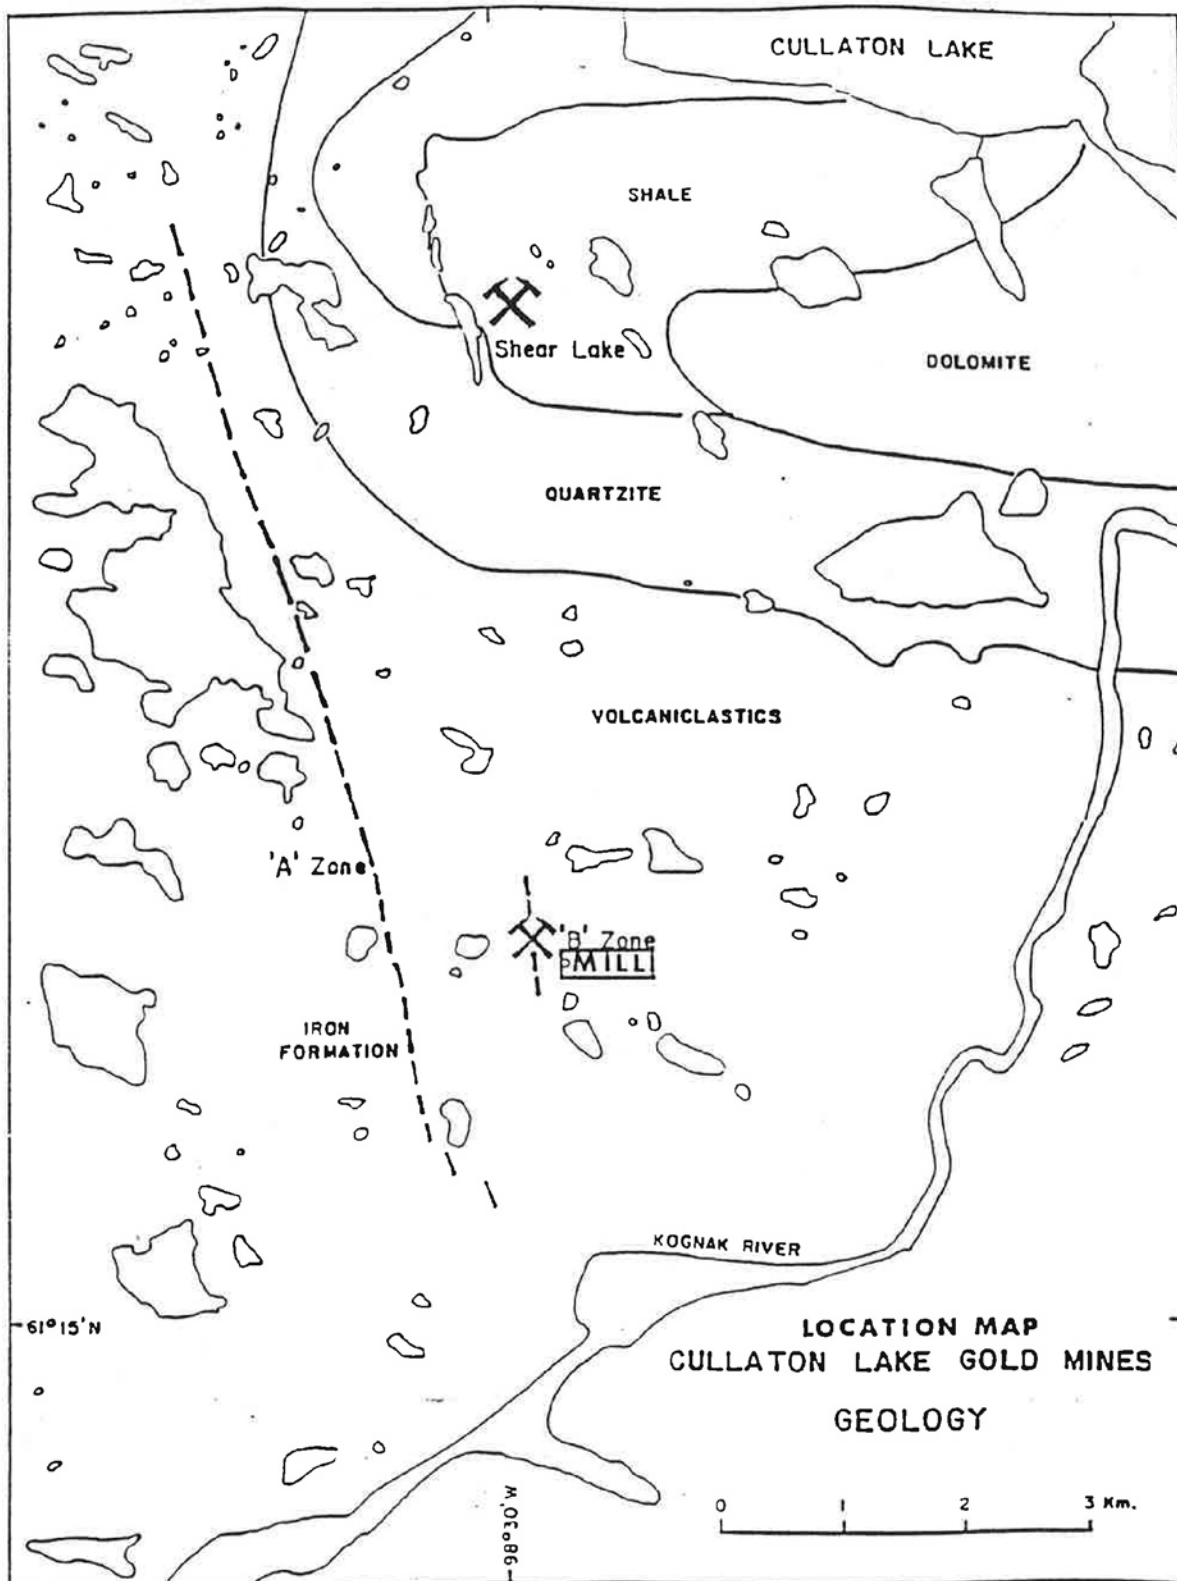 CULLATON LAKE
SHALE
Shear Lake
DOLOMITE
QUARTZITE
VOLCANICLASTICS
'A' Zone
'B' Zone
MILL
IRON
FORMATION
KOGNAK RIVER
61°15'N
LOCATION MAP
CULLATON LAKE GOLD MINES
GEOLOGY
98°30'W.
0 1 2 3 Km.